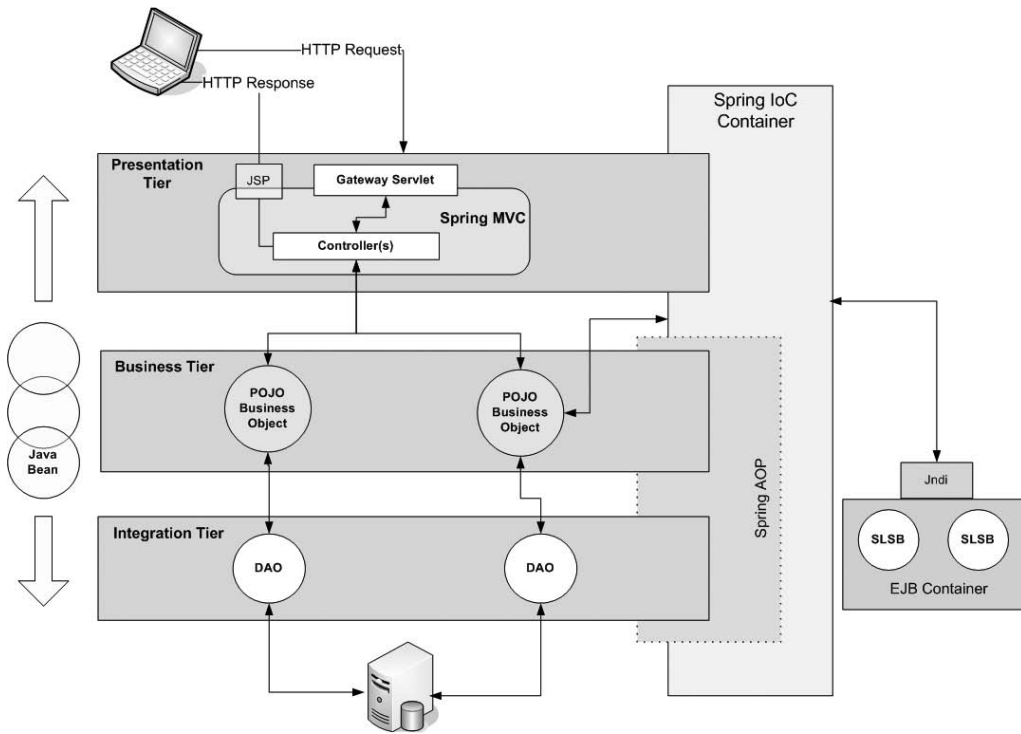 HTTP Request
HTTP Response
Spring IoC
Container
Presentation
Tier
JSP
Gateway Servlet
Spring MVC
Controller(s)
Business Tier
POJO
Business
Object
POJO
Business
Object
Java
Bean
Spring AOP
Jndi
SLSB
SLSB
EJB Container
Integration Tier
DAO
DAO